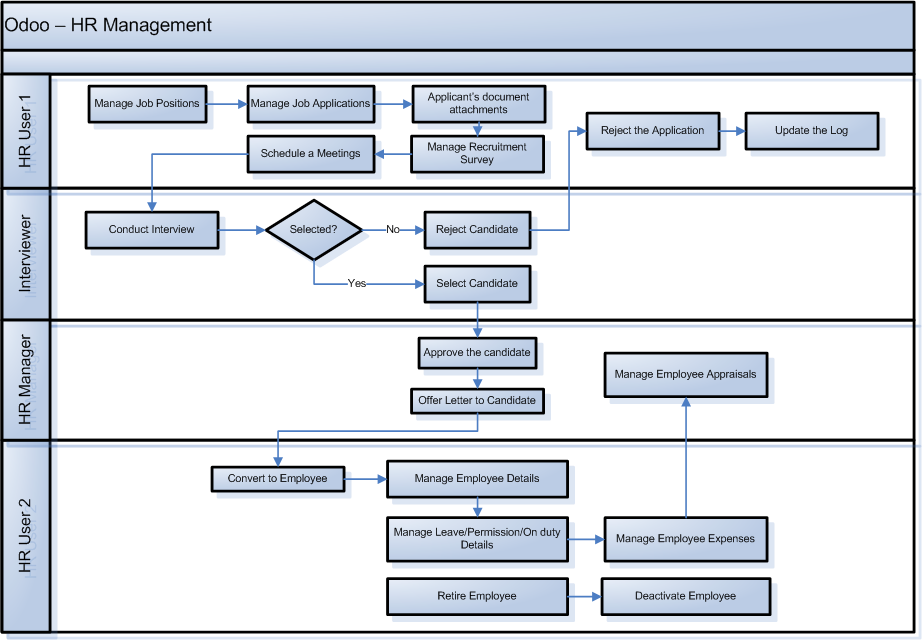 Odoo – HR Management
HR User 1
Manage Job Positions
Manage Job Applications
Applicant's document
attachments
Reject the Application
Update the Log
Schedule a Meetings
Manage Recruitment
Survey
Interviewer
Conduct Interview
Selected?
No
Reject Candidate
Yes
Select Candidate
HR Manager
Approve the candidate
Manage Employee Appraisals
Offer Letter to Candidate
HR User 2
Convert to Employee
Manage Employee Details
Manage Leave/Permission/On duty
Details
Manage Employee Expenses
Retire Employee
Deactivate Employee